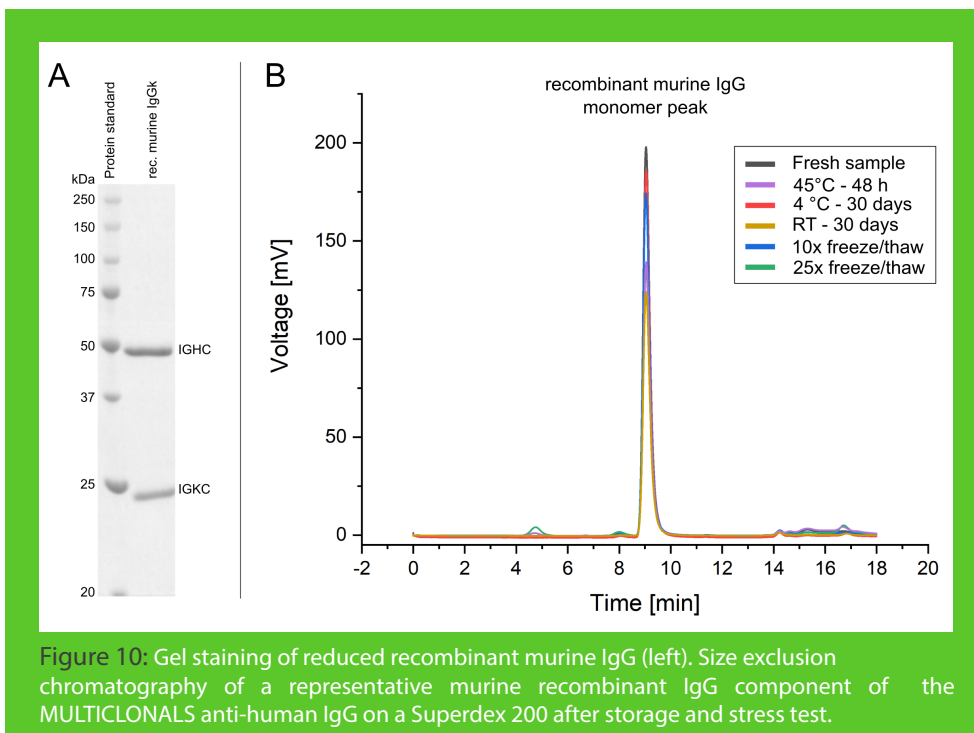 A
Protein standard
rec. murine IgGk
kDa
250
150
100
75
50
37
25
20
IGHC
IGKC
B
recombinant murine IgG
monomer peak
Voltage [mV]
200
150
100
50
0
-2 0 2 4 6 8 10 12 14 16 18 20
Time [min]
Fresh sample
45°C - 48 h
4 °C - 30 days
RT - 30 days
10x freeze/thaw
25x freeze/thaw
Figure 10: Gel staining of reduced recombinant murine IgG (left). Size exclusion
chromatography of a representative murine recombinant IgG component of the
MULTICLONALS anti-human IgG on a Superdex 200 after storage and stress test.